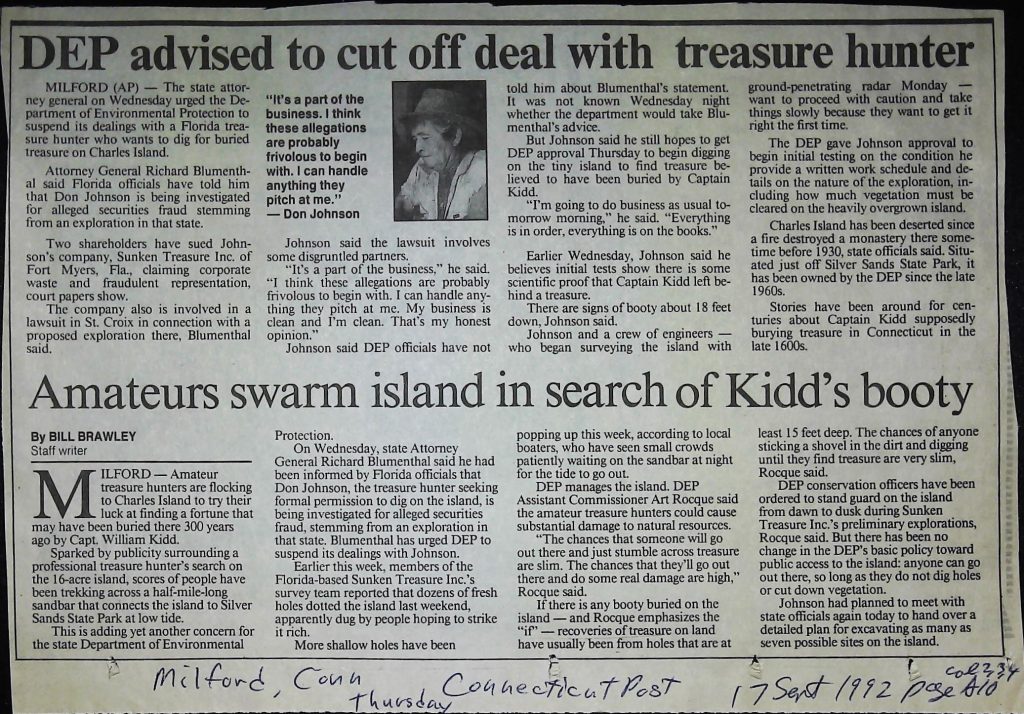 DEP advised to cut off deal with treasure hunter
MILFORD (AP) — The state attor-
ney general on Wednesday urged the De-
partment of Environmental Protection to
suspend its dealings with a Florida trea-
sure hunter who wants to dig for buried
treasure on Charles Island.
Attorney General Richard Blumenth-
al said Florida officials have told him
that Don Johnson is being investigated
for alleged securities fraud stemming
from an exploration in that state.
Two shareholders have sued John-
son's company, Sunken Treasure Inc. of
Fort Myers, Fla., claiming corporate
waste and fraudulent representation,
court papers show.
The company also is involved in a
lawsuit in St. Croix in connection with a
proposed exploration there, Blumenthal
said.
"It's a part of the
business. I think
these allegations
are probably
frivolous to begin
with. I can handle
anything they
pitch at me."
— Don Johnson
Johnson said the lawsuit involves
some disgruntled partners.
"It's a part of the business," he said.
"I think these allegations are probably
frivolous to begin with. I can handle any-
thing they pitch at me. My business is
clean and I'm clean. That's my honest
opinion."
Johnson said DEP officials have not
told him about Blumenthal's statement.
It was not known Wednesday night
whether the department would take Blu-
menthal's advice.
But Johnson said he still hopes to get
DEP approval Thursday to begin digging
on the tiny island to find treasure be-
lieved to have been buried by Captain
Kidd.
"I'm going to do business as usual to-
morrow morning," he said. "Everything
is in order, everything is on the books."
Earlier Wednesday, Johnson said he
believes initial tests show there is some
scientific proof that Captain Kidd left be-
hind a treasure.
There are signs of booty about 18 feet
down, Johnson said.
Johnson and a crew of engineers —
who began surveying the island with
ground-penetrating radar Monday —
want to proceed with caution and take
things slowly because they want to get it
right the first time.
The DEP gave Johnson approval to
begin initial testing on the condition he
provide a written work schedule and de-
tails on the nature of the exploration, in-
cluding how much vegetation must be
cleared on the heavily overgrown island.
Charles Island has been deserted since
a fire destroyed a monastery there some-
time before 1930, state officials said. Situ-
ated just off Silver Sands State Park, it
has been owned by the DEP since the late
1960s.
Stories have been around for cen-
turies about Captain Kidd supposedly
burying treasure in Connecticut in the
late 1600s.
Amateurs swarm island in search of Kidd's booty
By BILL BRAWLEY
Staff writer
MILFORD — Amateur
treasure hunters are flocking
to Charles Island to try their
luck at finding a fortune that
may have been buried there 300 years
ago by Capt. William Kidd.
Sparked by publicity surrounding a
professional treasure hunter's search on
the 16-acre island, scores of people have
been trekking across a half-mile-long
sandbar that connects the island to Silver
Sands State Park at low tide.
This is adding yet another concern for
the state Department of Environmental
Protection.
On Wednesday, state Attorney
General Richard Blumenthal said he had
been informed by Florida officials that
Don Johnson, the treasure hunter seeking
formal permission to dig on the island, is
being investigated for alleged securities
fraud, stemming from an exploration in
that state. Blumenthal has urged DEP to
suspend its dealings with Johnson.
Earlier this week, members of the
Florida-based Sunken Treasure Inc.'s
survey team reported that dozens of fresh
holes dotted the island last weekend,
apparently dug by people hoping to strike
it rich.
More shallow holes have been
popping up this week, according to local
boaters, who have seen small crowds
patiently waiting on the sandbar at night
for the tide to go out.
DEP manages the island. DEP
Assistant Commissioner Art Rocque said
the amateur treasure hunters could cause
substantial damage to natural resources.
"The chances that someone will go
out there and just stumble across treasure
are slim. The chances that they'll go out
there and do some real damage are high,"
Rocque said.
If there is any booty buried on the
island — and Rocque emphasizes the
"if" — recoveries of treasure on land
have usually been from holes that are at
least 15 feet deep. The chances of anyone
sticking a shovel in the dirt and digging
until they find treasure are very slim,
Rocque said.
DEP conservation officers have been
ordered to stand guard on the island
from dawn to dusk during Sunken
Treasure Inc.'s preliminary explorations,
Rocque said. But there has been no
change in the DEP's basic policy toward
public access to the island: anyone can go
out there, so long as they do not dig holes
or cut down vegetation.
Johnson had planned to meet with
state officials again today to hand over a
detailed plan for excavating as many as
seven possible sites on the island.
Milford, Conn Connecticut Post 17 Sept 1992 page A10
Thursday
col 2,3,4